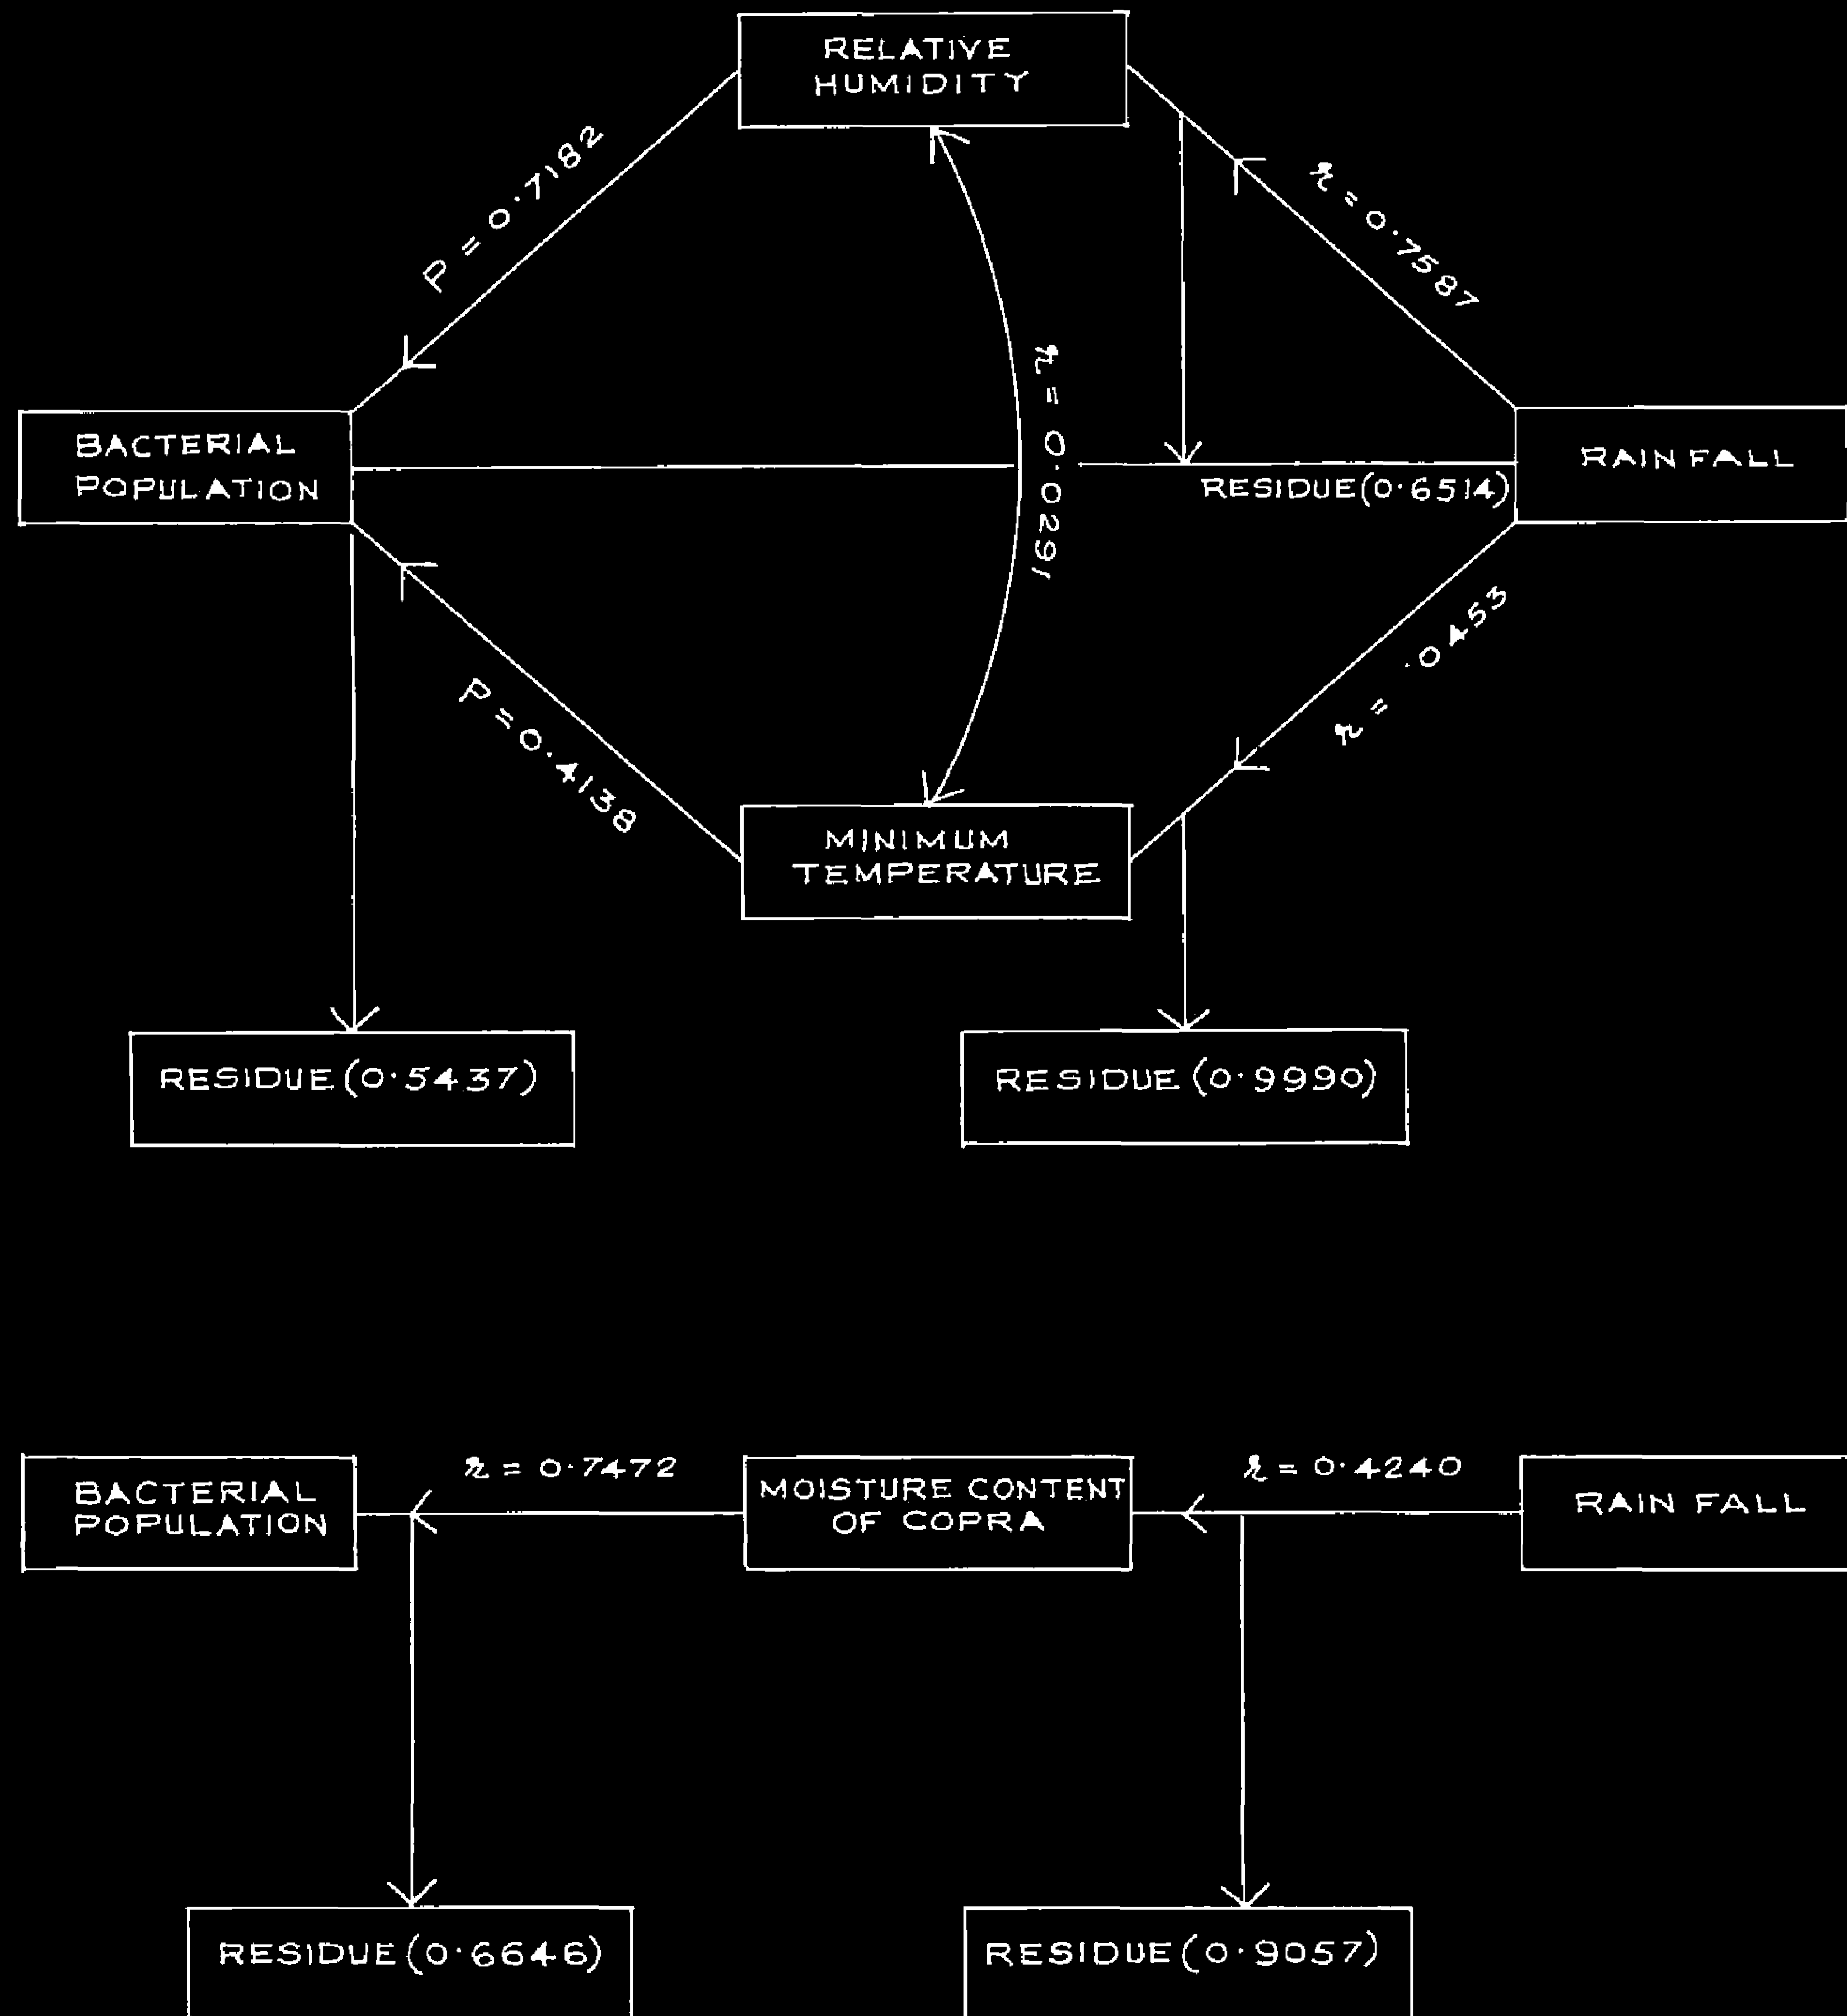 RELATIVE
HUMIDITY
P = 0.7182
r = 0.7587
r = 0.0291
BACTERIAL
POPULATION
RAIN FALL
RESIDUE(0.6514)
P = 0.4138
r = .0453
MINIMUM
TEMPERATURE
RESIDUE (0.5437)
RESIDUE (0.9990)
BACTERIAL
POPULATION
r = 0.7472
MOISTURE CONTENT
OF COPRA
r = 0.4240
RAIN FALL
RESIDUE (0.6646)
RESIDUE (0.9057)